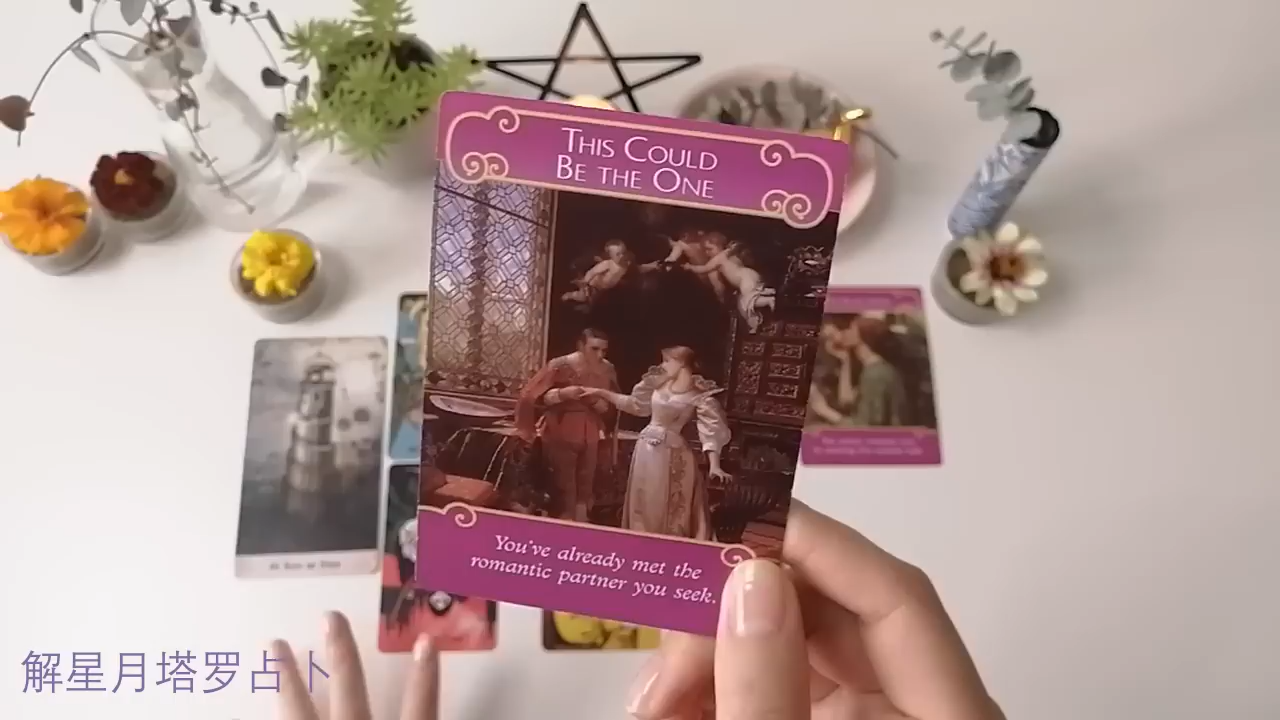 THIS COULD
BE THE ONE
You've already met the
romantic partner you seek.
解星月塔罗占卜